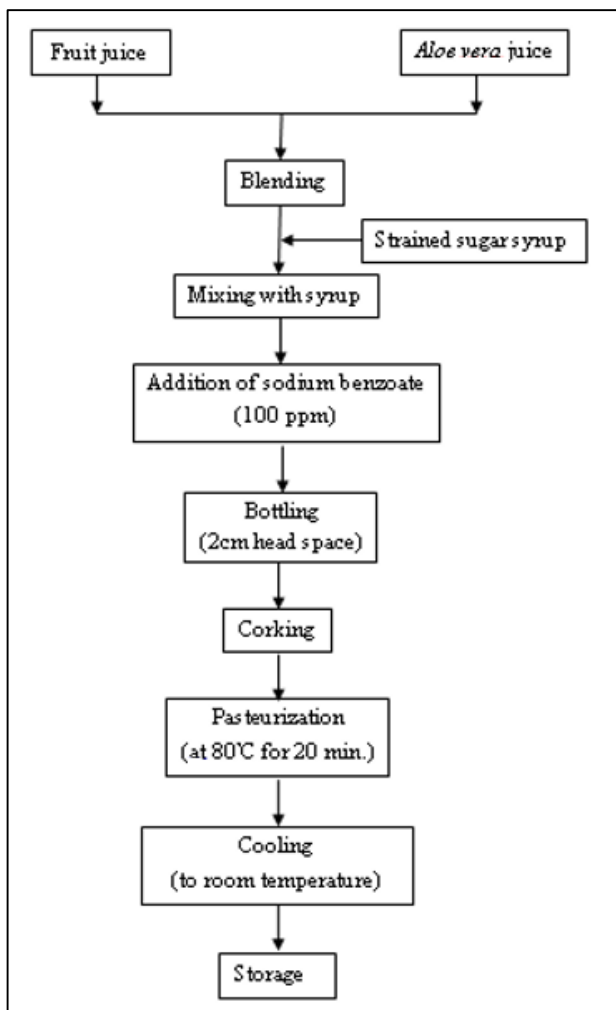 Fruit juice
Aloe vera juice
Blending
Strained sugar syrup
Mixing with syrup
Addition of sodium benzoate
(100 ppm)
Bottling
(2cm head space)
Corking
Pasteurization
(at 80℃ for 20 min.)
Cooling
(to room temperature)
Storage